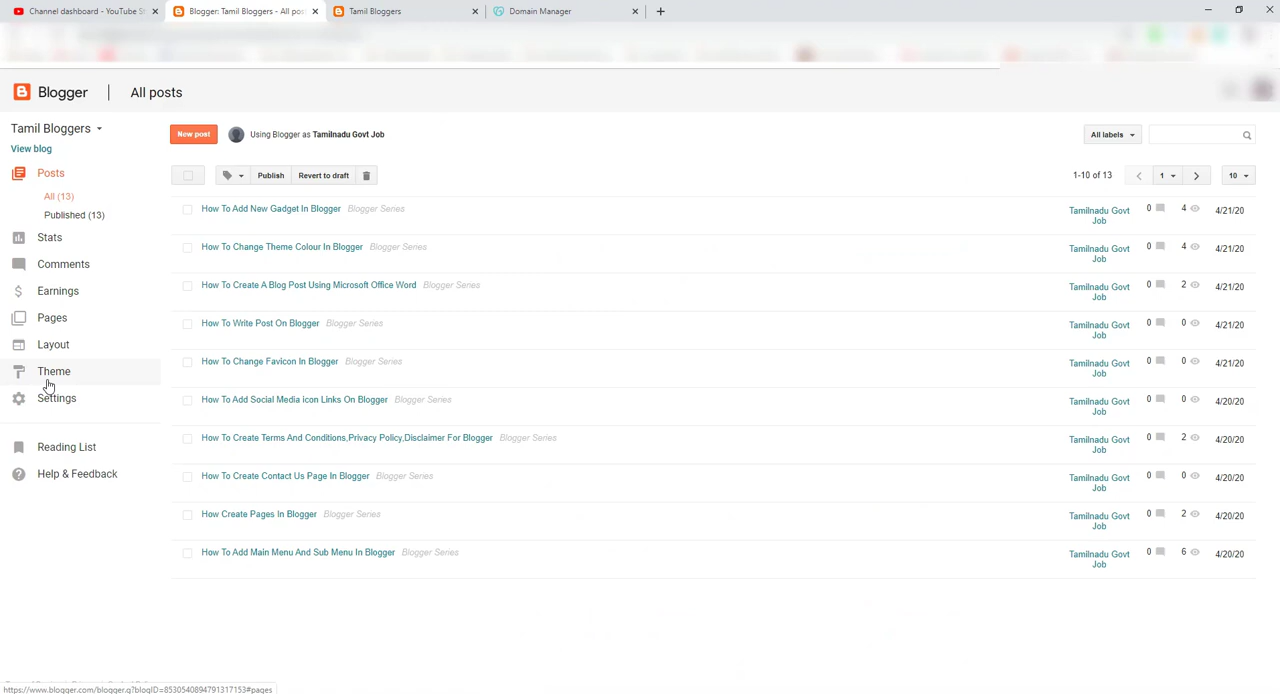 Channel dashboard - YouTube St
Blogger: Tamil Bloggers - All pos
Tamil Bloggers
Domain Manager
Blogger
All posts
Tamil Bloggers
View blog
New post
Using Blogger as Tamilnadu Govt Job
All labels
Posts
All (13)
Published (13)
Stats
Comments
Earnings
Pages
Layout
Theme
Settings
Reading List
Help & Feedback
Publish
Revert to draft
1-10 of 13
1
10
How To Add New Gadget In Blogger Blogger Series
Tamilnadu Govt
Job
0 4 4/21/20
How To Change Theme Colour In Blogger Blogger Series
Tamilnadu Govt
Job
0 4 4/21/20
How To Create A Blog Post Using Microsoft Office Word Blogger Series
Tamilnadu Govt
Job
0 2 4/21/20
How To Write Post On Blogger Blogger Series
Tamilnadu Govt
Job
0 0 4/21/20
How To Change Favicon In Blogger Blogger Series
Tamilnadu Govt
Job
0 0 4/21/20
How To Add Social Media icon Links On Blogger Blogger Series
Tamilnadu Govt
Job
0 0 4/20/20
How To Create Terms And Conditions,Privacy Policy,Disclaimer For Blogger Blogger Series
Tamilnadu Govt
Job
0 2 4/20/20
How To Create Contact Us Page In Blogger Blogger Series
Tamilnadu Govt
Job
0 0 4/20/20
How Create Pages In Blogger Blogger Series
Tamilnadu Govt
Job
0 2 4/20/20
How To Add Main Menu And Sub Menu In Blogger Blogger Series
Tamilnadu Govt
Job
0 6 4/20/20
https://www.blogger.com/blogger.g?blogID=8530540894791317153#pages